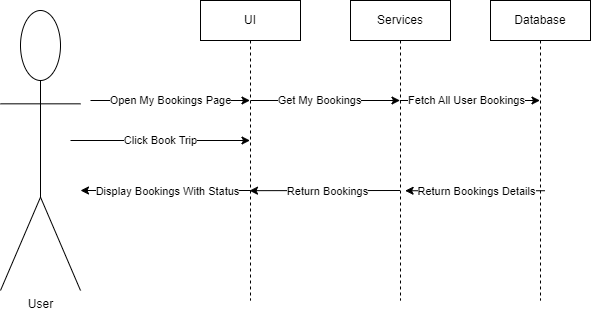 UI
Services
Database
Open My Bookings Page
Get My Bookings
Fetch All User Bookings
Click Book Trip
Display Bookings With Status
Return Bookings
Return Bookings Details
User